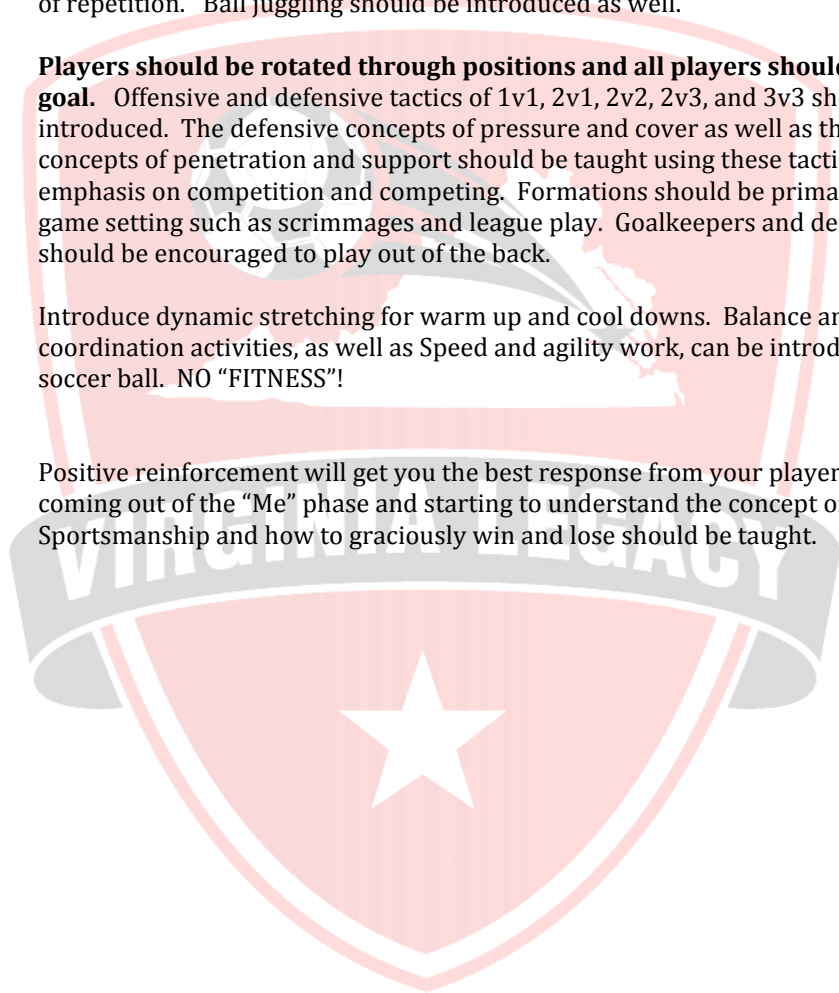 of repetition.   Ball juggling should be introduced as well.
Players should be rotated through positions and all players should
goal.   Offensive and defensive tactics of 1v1, 2v1, 2v2, 2v3, and 3v3 sh
introduced.  The defensive concepts of pressure and cover as well as th
concepts of penetration and support should be taught using these tacti
emphasis on competition and competing.  Formations should be prima
game setting such as scrimmages and league play.  Goalkeepers and de
should be encouraged to play out of the back.
Introduce dynamic stretching for warm up and cool downs.  Balance an
coordination activities, as well as Speed and agility work, can be introd
soccer ball.  NO “FITNESS”!
Positive reinforcement will get you the best response from your player
coming out of the “Me” phase and starting to understand the concept o
Sportsmanship and how to graciously win and lose should be taught.
VIRGINIA LEGACY